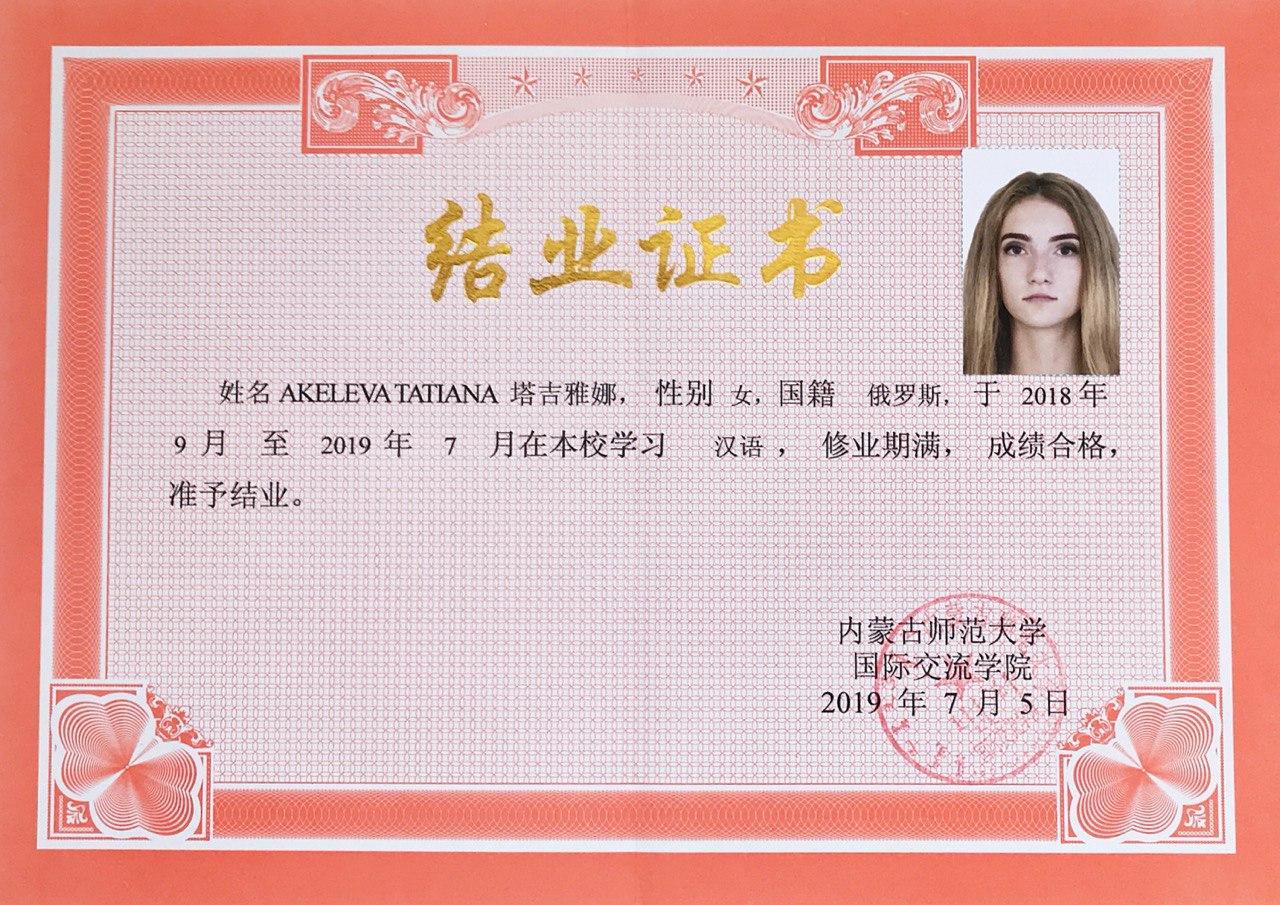 结业证书
姓名 AKELEVA TATIANA 塔吉雅娜， 性别 女，国籍 俄罗斯，于 2018 年
9 月 至 2019 年 7 月在本校学习 汉语 ， 修业期满， 成绩合格，
准予结业。
内蒙古师范大学
国际交流学院
2019 年 7 月 5 日